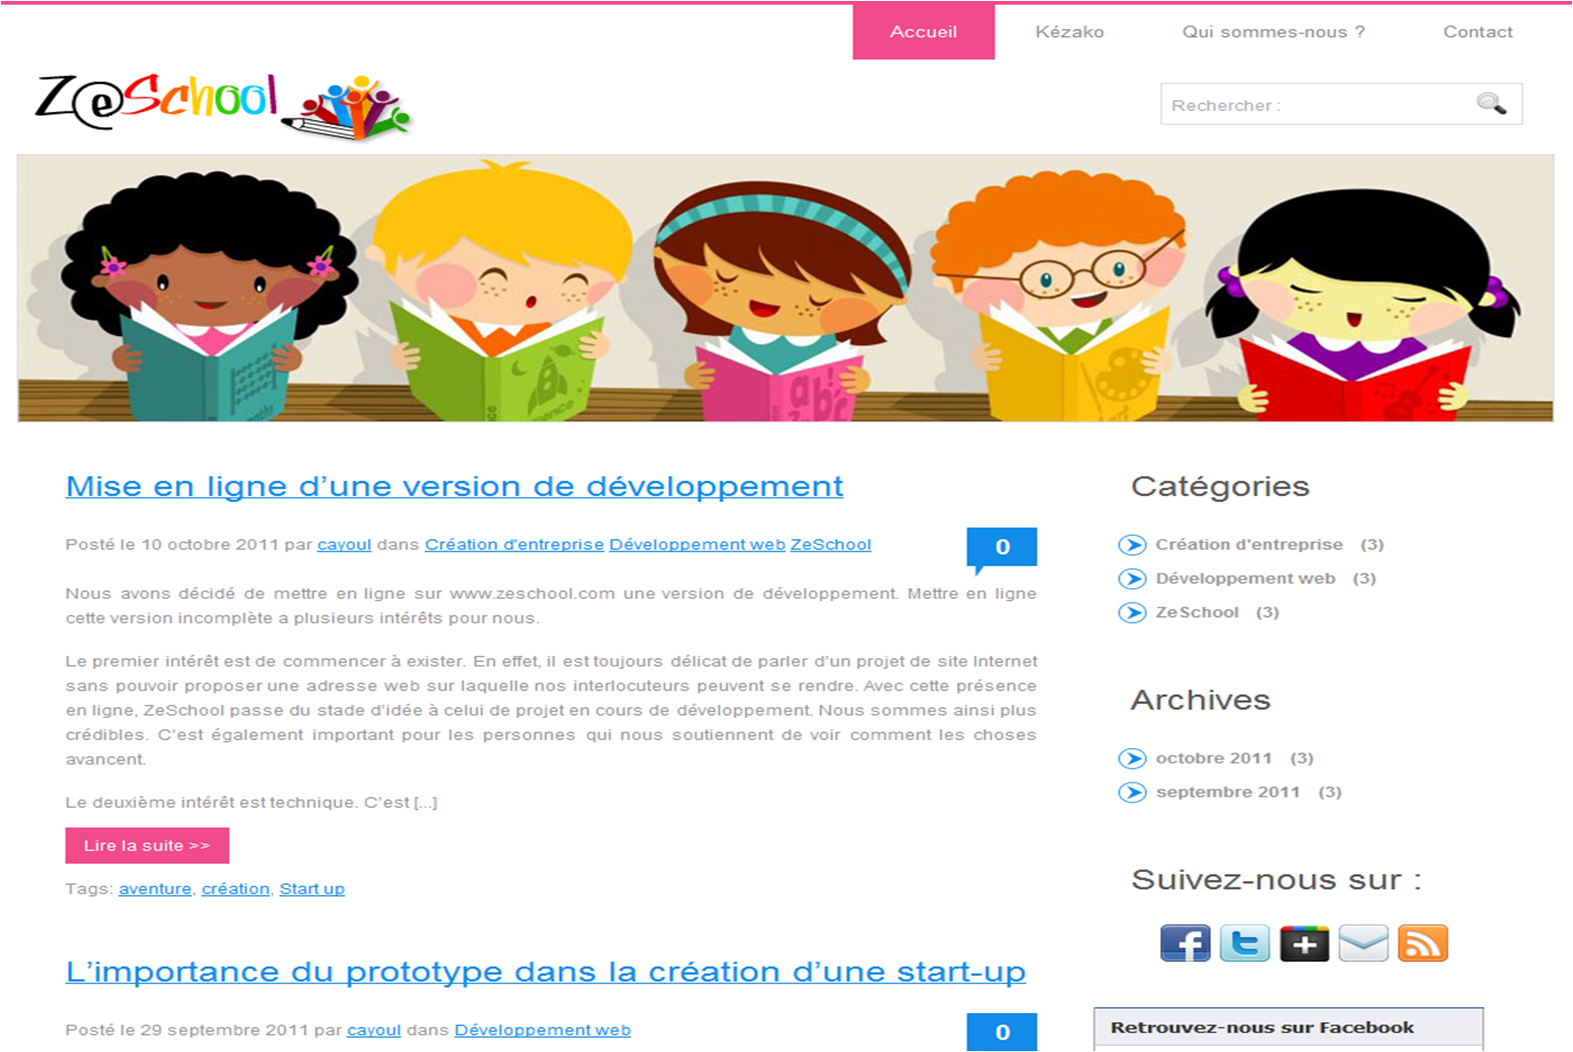 Accueil Kézako Qui sommes-nous ? Contact
Z@School
Rechercher :
ence
art
abc
Mise en ligne d’une version de développement
Posté le 10 octobre 2011 par cayoul dans Création d'entreprise Développement web ZeSchool
0
Nous avons décidé de mettre en ligne sur www.zeschool.com une version de développement. Mettre en ligne
cette version incomplète a plusieurs intérêts pour nous.
Le premier intérêt est de commencer à exister. En effet, il est toujours délicat de parler d’un projet de site Internet
sans pouvoir proposer une adresse web sur laquelle nos interlocuteurs peuvent se rendre. Avec cette présence
en ligne, ZeSchool passe du stade d’idée à celui de projet en cours de développement. Nous sommes ainsi plus
crédibles. C’est également important pour les personnes qui nous soutiennent de voir comment les choses
avancent.
Le deuxième intérêt est technique. C’est [...]
Lire la suite >>
Tags: aventure, création, Start up
L’importance du prototype dans la création d’une start-up
Posté le 29 septembre 2011 par cayoul dans Développement web
0
Catégories
Création d'entreprise (3)
Développement web (3)
ZeSchool (3)
Archives
octobre 2011 (3)
septembre 2011 (3)
Suivez-nous sur :
Retrouvez-nous sur Facebook